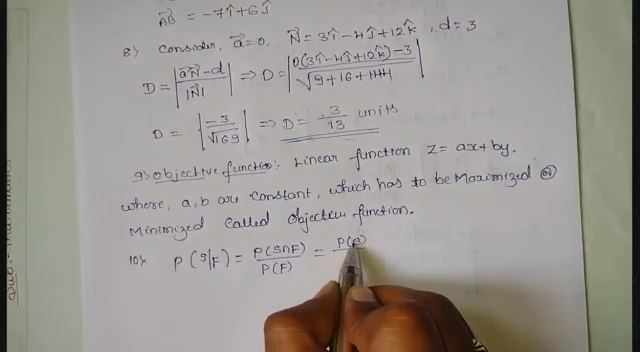 AB = -7î+6ĵ
8) Consider, a=0, N = 3î-4ĵ+12k̂, d=3
D = |a·N-d / |N|| => D = |0(3î-4ĵ+12k̂)-3 / √9+16+144|
D = |-3 / √169| => D = 3/13 units
9) Objective function: Linear function Z = ax+by,
where, a,b are constant, which has to be Maximized or
Minimized called Objective function.
10) P(S/F) = P(S∩F) / P(F) = P(